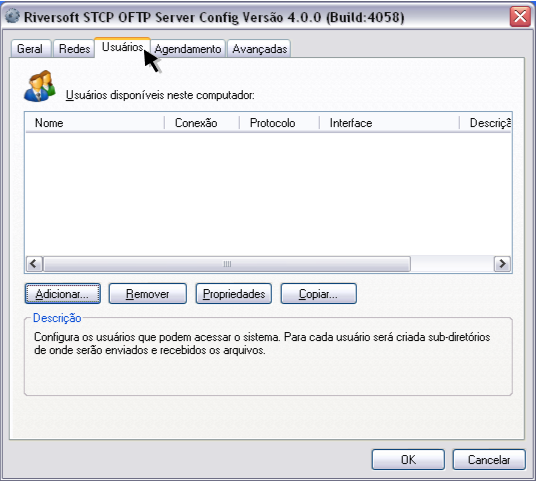 Riversoft STCP OFTP Server Config Versão 4.0.0 (Build:4058)
Geral Redes Usuários Agendamento Avançadas
Usuários disponíveis neste computador:
Nome Conexão Protocolo Interface Descriçã
Adicionar... Remover Propriedades Copiar...
Descrição
Configura os usuários que podem acessar o sistema. Para cada usuário será criada sub-diretórios
de onde serão enviados e recebidos os arquivos.
OK Cancelar